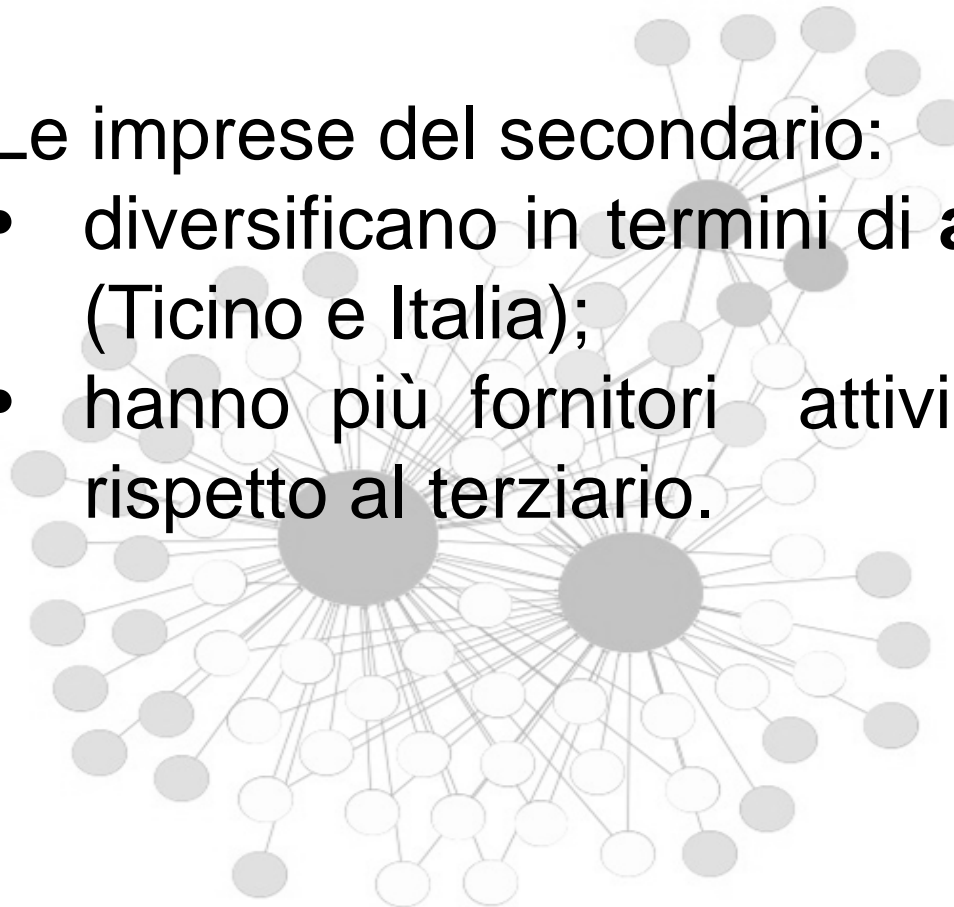 Le imprese del secondario:
• diversificano in termini di
(Ticino e Italia);
• hanno più fornitori attivi
rispetto al terziario.